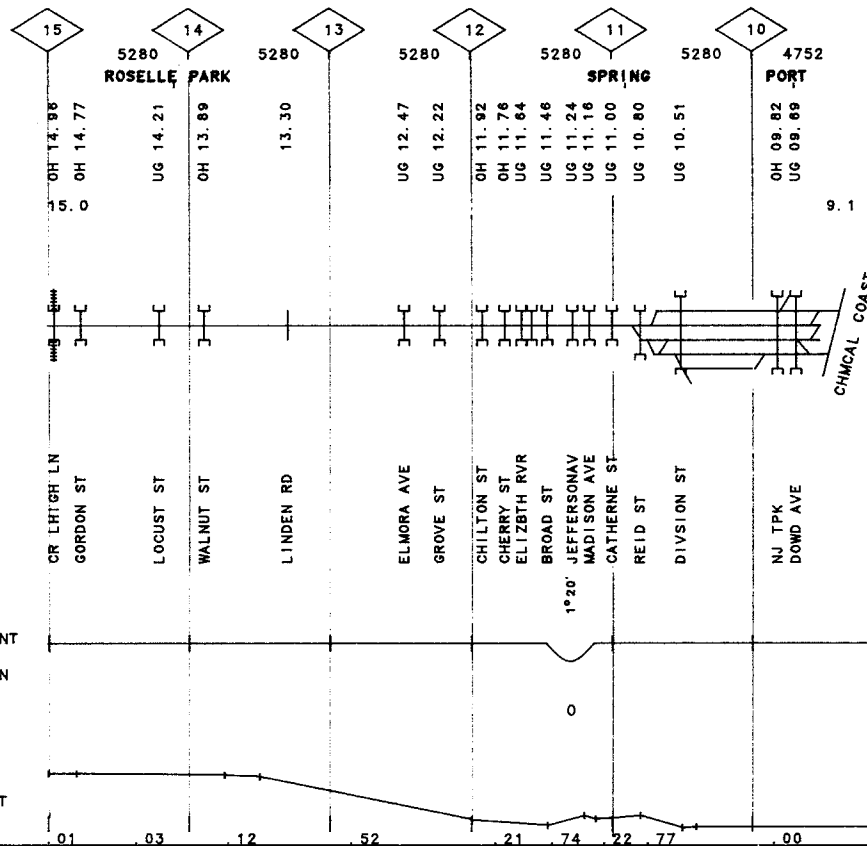 15 14 13 12 11 10
5280 5280 5280 5280 5280 4752
ROSELLE PARK SPRING PORT
OH 14.96
OH 14.77
UG 14.21
OH 13.89
13.30
UG 12.47
UG 12.22
OH 11.92
OH 11.76
UG 11.64
UG 11.46
UG 11.24
UG 11.16
UG 11.00
UG 10.80
UG 10.51
OH 09.82
UG 09.69
15.0 9.1
CHMCAL COAST
CR LHIGH LN
GORDON ST
LOCUST ST
WALNUT ST
LINDEN RD
ELMORA AVE
GROVE ST
CHILTON ST
CHERRY ST
ELIZBTH RVR
BROAD ST
1°20' JEFFERSONAV
MADISON AVE
CATHERNE ST
REID ST
DIVSION ST
NJ TPK
DOWD AVE
NT
N
0
T
.01 .03 .12 .52 .21 .74 .22 .77 .00